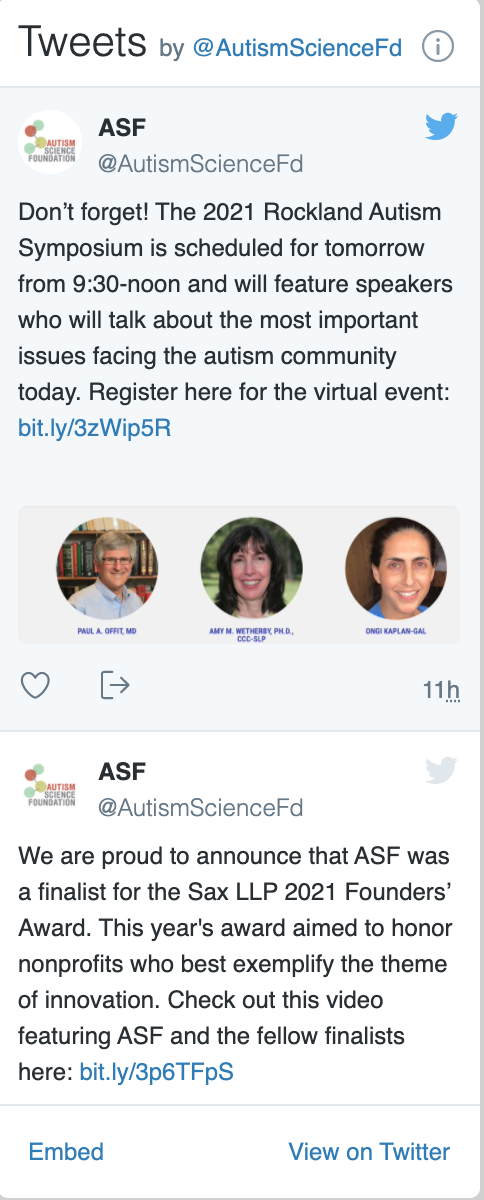 Tweets by @AutismScienceFd
AUTISM
SCIENCE
FOUNDATION
ASF
@AutismScienceFd
Don’t forget! The 2021 Rockland Autism
Symposium is scheduled for tomorrow
from 9:30-noon and will feature speakers
who will talk about the most important
issues facing the autism community
today. Register here for the virtual event:
bit.ly/3zWip5R
PAUL A. OFFIT, MD
AMY M. WETHERBY, PH.D.,
CCC-SLP
ONGI KAPLAN-GAL
11h
AUTISM
SCIENCE
FOUNDATION
ASF
@AutismScienceFd
We are proud to announce that ASF was
a finalist for the Sax LLP 2021 Founders’
Award. This year's award aimed to honor
nonprofits who best exemplify the theme
of innovation. Check out this video
featuring ASF and the fellow finalists
here: bit.ly/3p6TFpS
Embed
View on Twitter